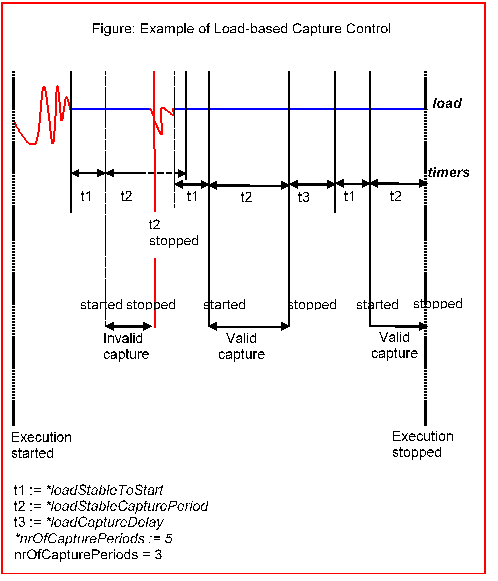 Figure: Example of Load-based Capture Control
load
timers
t1 t2 t1 t2 t3 t1 t2
t2
stopped
started stopped started stopped started stopped
Invalid
capture
Valid
capture
Valid
capture
Execution
started
Execution
stopped
t1 := *loadStableToStart
t2 := *loadStableCapturePeriod
t3 := *loadCaptureDelay
*nrOfCapturePeriods := 5
nrOfCapturePeriods = 3